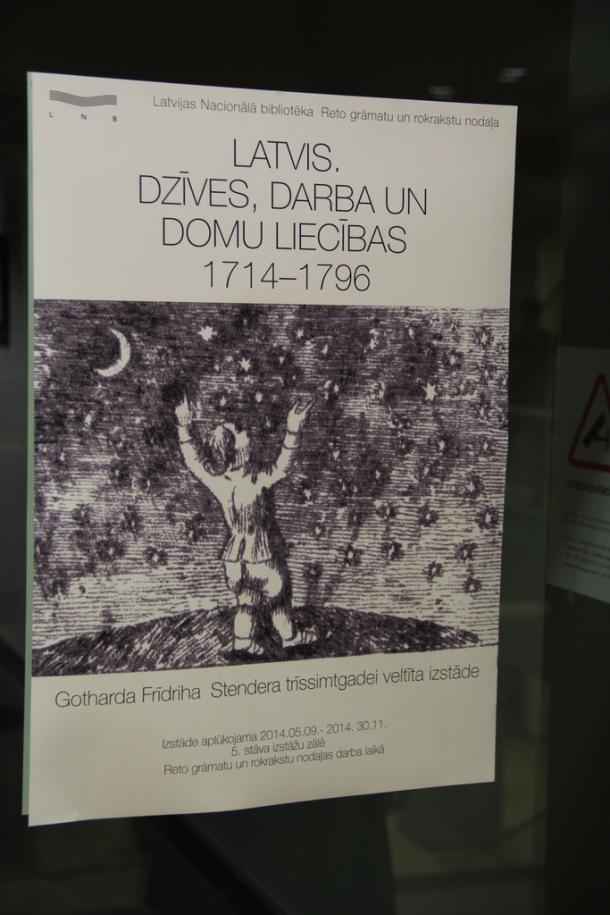 L N B
Latvijas Nacionālā bibliotēka Reto grāmatu un rokrakstu nodaļa
LATVIS.
DZĪVES, DARBA UN
DOMU LIECĪBAS
1714–1796
Gotharda Frīdriha Stendera trīssimtgadei veltīta izstāde
Izstāde aplūkojama 2014.05.09.- 2014. 30.11.
5. stāva izstāžu zālē
Reto grāmatu un rokrakstu nodaļas darba laikā